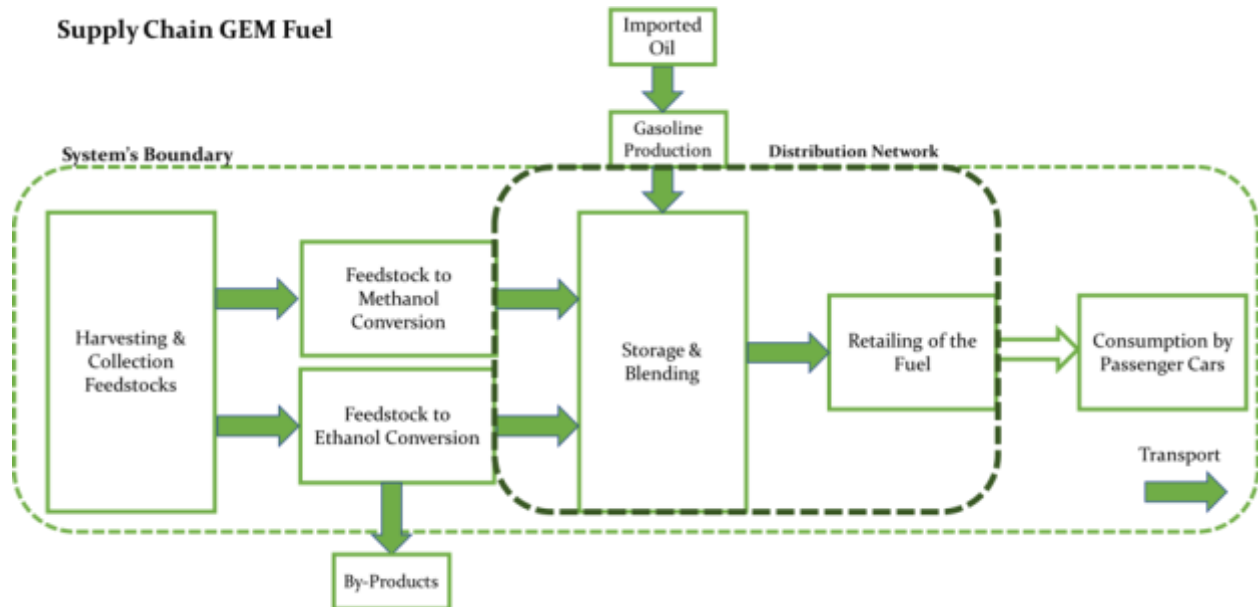 Supply Chain GEM Fuel
Imported
Oil
Gasoline
Production
System's Boundary
Distribution Network
Harvesting &
Collection
Feedstocks
Feedstock to
Methanol
Conversion
Feedstock to
Ethanol Conversion
Storage &
Blending
Retailing of the
Fuel
Consumption by
Passenger Cars
Transport
By-Products